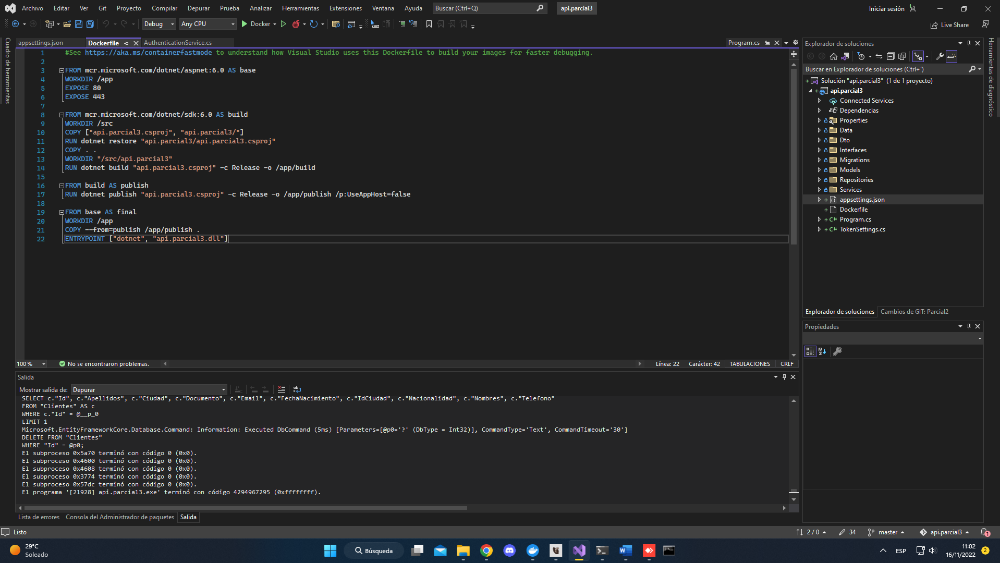 Archivo Editar Ver Git Proyecto Compilar Depurar Prueba Analizar Herramientas Extensiones Ventana Ayuda Buscar (Ctrl+Q) api.parcial3 Iniciar sesión
Debug Any CPU Docker Live Share
Cuadro de herramientas
appsettings.json Dockerfile AuthenticationService.cs Program.cs
1 #See https://aka.ms/containerfastmode to understand how Visual Studio uses this Dockerfile to build your images for faster debugging.
2
3 FROM mcr.microsoft.com/dotnet/aspnet:6.0 AS base
4 WORKDIR /app
5 EXPOSE 80
6 EXPOSE 443
7
8 FROM mcr.microsoft.com/dotnet/sdk:6.0 AS build
9 WORKDIR /src
10 COPY ["api.parcial3.csproj", "api.parcial3/"]
11 RUN dotnet restore "api.parcial3/api.parcial3.csproj"
12 COPY . .
13 WORKDIR "/src/api.parcial3"
14 RUN dotnet build "api.parcial3.csproj" -c Release -o /app/build
15
16 FROM build AS publish
17 RUN dotnet publish "api.parcial3.csproj" -c Release -o /app/publish /p:UseAppHost=false
18
19 FROM base AS final
20 WORKDIR /app
21 COPY --from=publish /app/publish .
22 ENTRYPOINT ["dotnet", "api.parcial3.dll"]
100 % No se encontraron problemas. Línea: 22 Carácter: 42 TABULACIONES CRLF
Salida
Mostrar salida de: Depurar
SELECT c."Id", c."Apellidos", c."Ciudad", c."Documento", c."Email", c."FechaNacimiento", c."IdCiudad", c."Nacionalidad", c."Nombres", c."Telefono"
FROM "Clientes" AS c
WHERE c."Id" = @__p_0
LIMIT 1
Microsoft.EntityFrameworkCore.Database.Command: Information: Executed DbCommand (5ms) [Parameters=[@p0='?' (DbType = Int32)], CommandType='Text', CommandTimeout='30']
DELETE FROM "Clientes"
WHERE "Id" = @p0;
El subproceso 0x5a70 terminó con código 0 (0x0).
El subproceso 0x4600 terminó con código 0 (0x0).
El subproceso 0x4608 terminó con código 0 (0x0).
El subproceso 0x3774 terminó con código 0 (0x0).
El subproceso 0x57dc terminó con código 0 (0x0).
El programa '[21928] api.parcial3.exe' terminó con código 4294967295 (0xffffffff).
Lista de errores Consola del Administrador de paquetes Salida
Explorador de soluciones
Buscar en Explorador de soluciones (Ctrl+´)
Solución "api.parcial3" (1 de 1 proyecto)
api.parcial3
Connected Services
Dependencias
Properties
Data
Dto
Interfaces
Migrations
Models
Repositories
Services
appsettings.json
Dockerfile
C# Program.cs
C# TokenSettings.cs
Explorador de soluciones Cambios de GIT: Parcial2
Propiedades
Herramientas de diagnóstico
Listo 2 / 0 34 master api.parcial3 1
29°C
Soleado
Búsqueda
ESP
11:02
16/11/2022
2